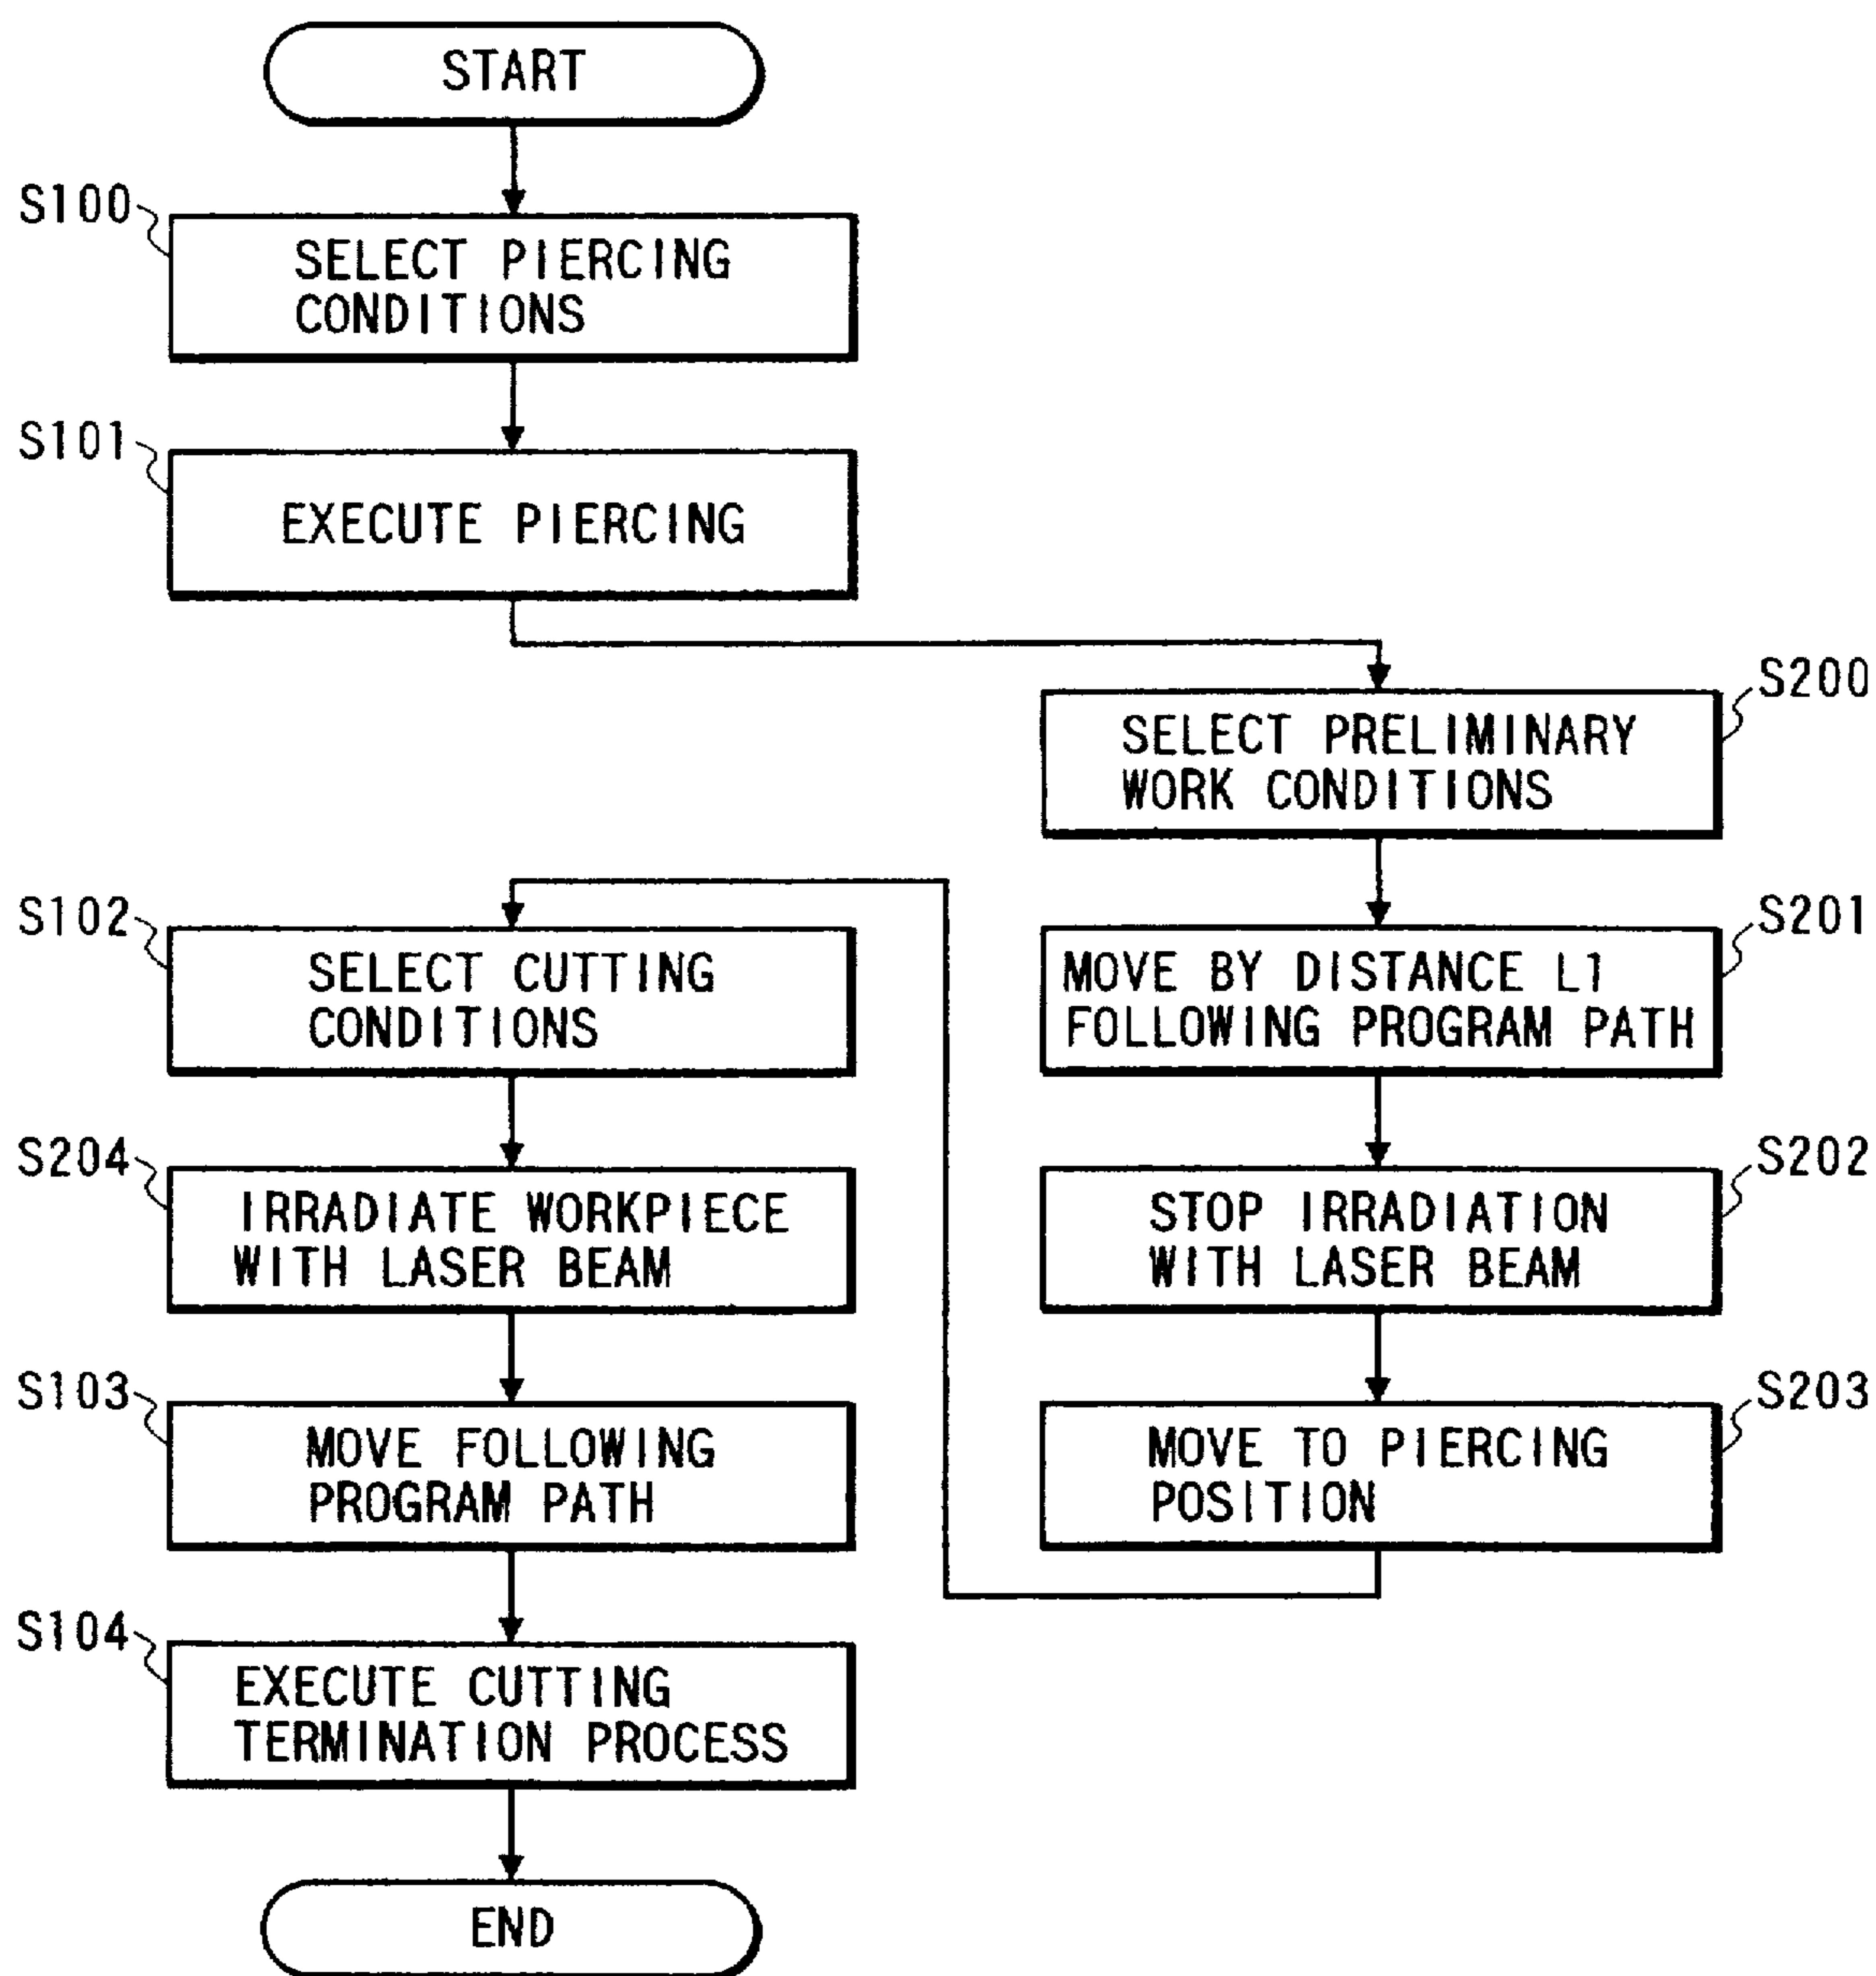 START
S100
SELECT PIERCING
CONDITIONS
S101
EXECUTE PIERCING
S200
SELECT PRELIMINARY
WORK CONDITIONS
S201
MOVE BY DISTANCE L1
FOLLOWING PROGRAM PATH
S202
STOP IRRADIATION
WITH LASER BEAM
S203
MOVE TO PIERCING
POSITION
S102
SELECT CUTTING
CONDITIONS
S204
IRRADIATE WORKPIECE
WITH LASER BEAM
S103
MOVE FOLLOWING
PROGRAM PATH
S104
EXECUTE CUTTING
TERMINATION PROCESS
END